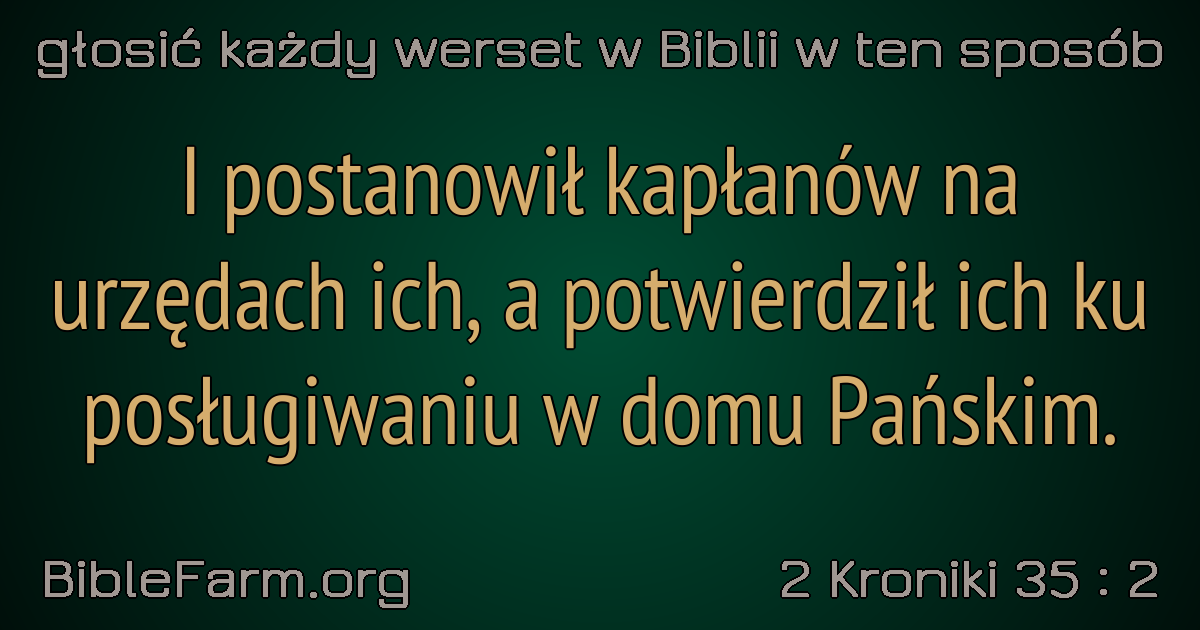 głosić każdy werset w Biblii w ten sposób
I postanowił kapłanów na
urzędach ich, a potwierdził ich ku
posługiwaniu w domu Pańskim.
BibleFarm.org
2 Kroniki 35 : 2